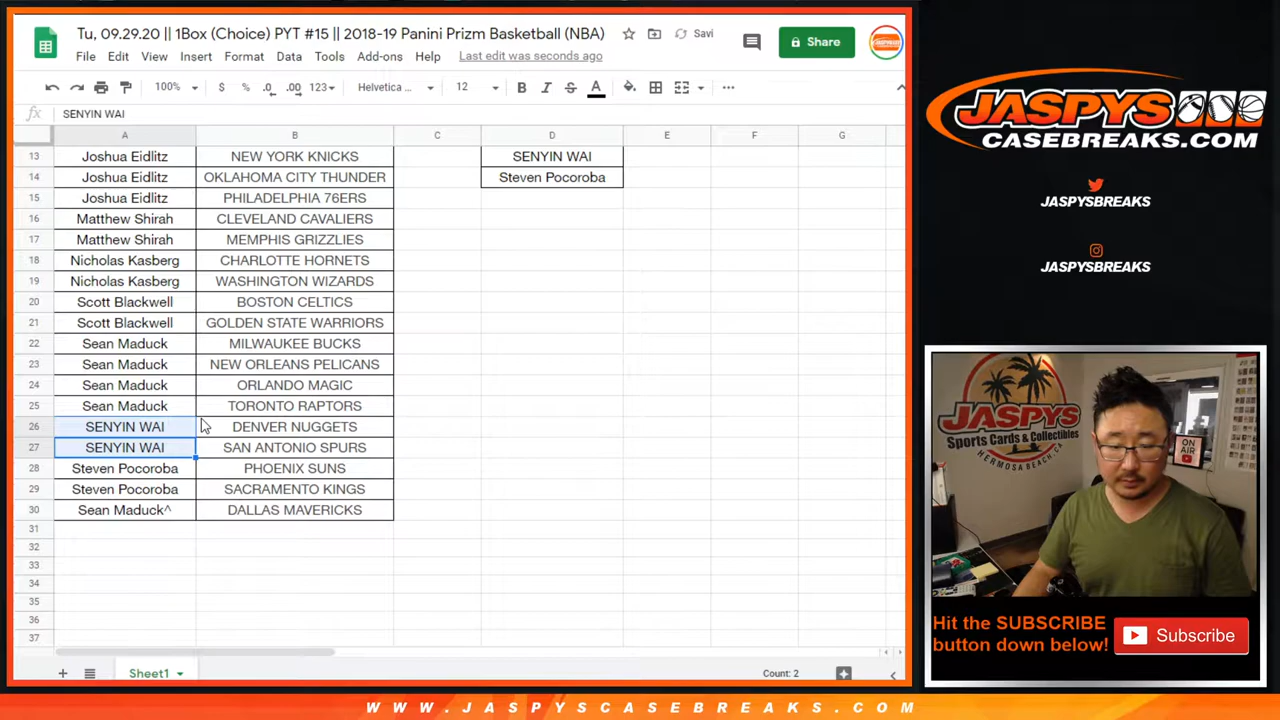 Tu, 09.29.20 || 1Box (Choice) PYT #15 || 2018-19 Panini Prizm Basketball (NBA)
Savi
Share
File Edit View Insert Format Data Tools Add-ons Help Last edit was seconds ago
100% $ % .0 .00 123 Helvetica ... 12 B I S A
fx SENYIN WAI
A B C D E F G
13 Joshua Eidlitz NEW YORK KNICKS SENYIN WAI
14 Joshua Eidlitz OKLAHOMA CITY THUNDER Steven Pocoroba
15 Joshua Eidlitz PHILADELPHIA 76ERS
16 Matthew Shirah CLEVELAND CAVALIERS
17 Matthew Shirah MEMPHIS GRIZZLIES
18 Nicholas Kasberg CHARLOTTE HORNETS
19 Nicholas Kasberg WASHINGTON WIZARDS
20 Scott Blackwell BOSTON CELTICS
21 Scott Blackwell GOLDEN STATE WARRIORS
22 Sean Maduck MILWAUKEE BUCKS
23 Sean Maduck NEW ORLEANS PELICANS
24 Sean Maduck ORLANDO MAGIC
25 Sean Maduck TORONTO RAPTORS
26 SENYIN WAI DENVER NUGGETS
27 SENYIN WAI SAN ANTONIO SPURS
28 Steven Pocoroba PHOENIX SUNS
29 Steven Pocoroba SACRAMENTO KINGS
30 Sean Maduck^ DALLAS MAVERICKS
31
32
33
34
35
36
37
Sheet1
Count: 2
JASPYS
CASEBREAKS.COM
JASPYSBREAKS
JASPYSBREAKS
JASPYS
Sports Cards & Collectibles
HERMOSA BEACH, CA
ON AIR
Hit the SUBSCRIBE
button down below!
Subscribe
WWW.JASPYSCASEBREAKS.COM